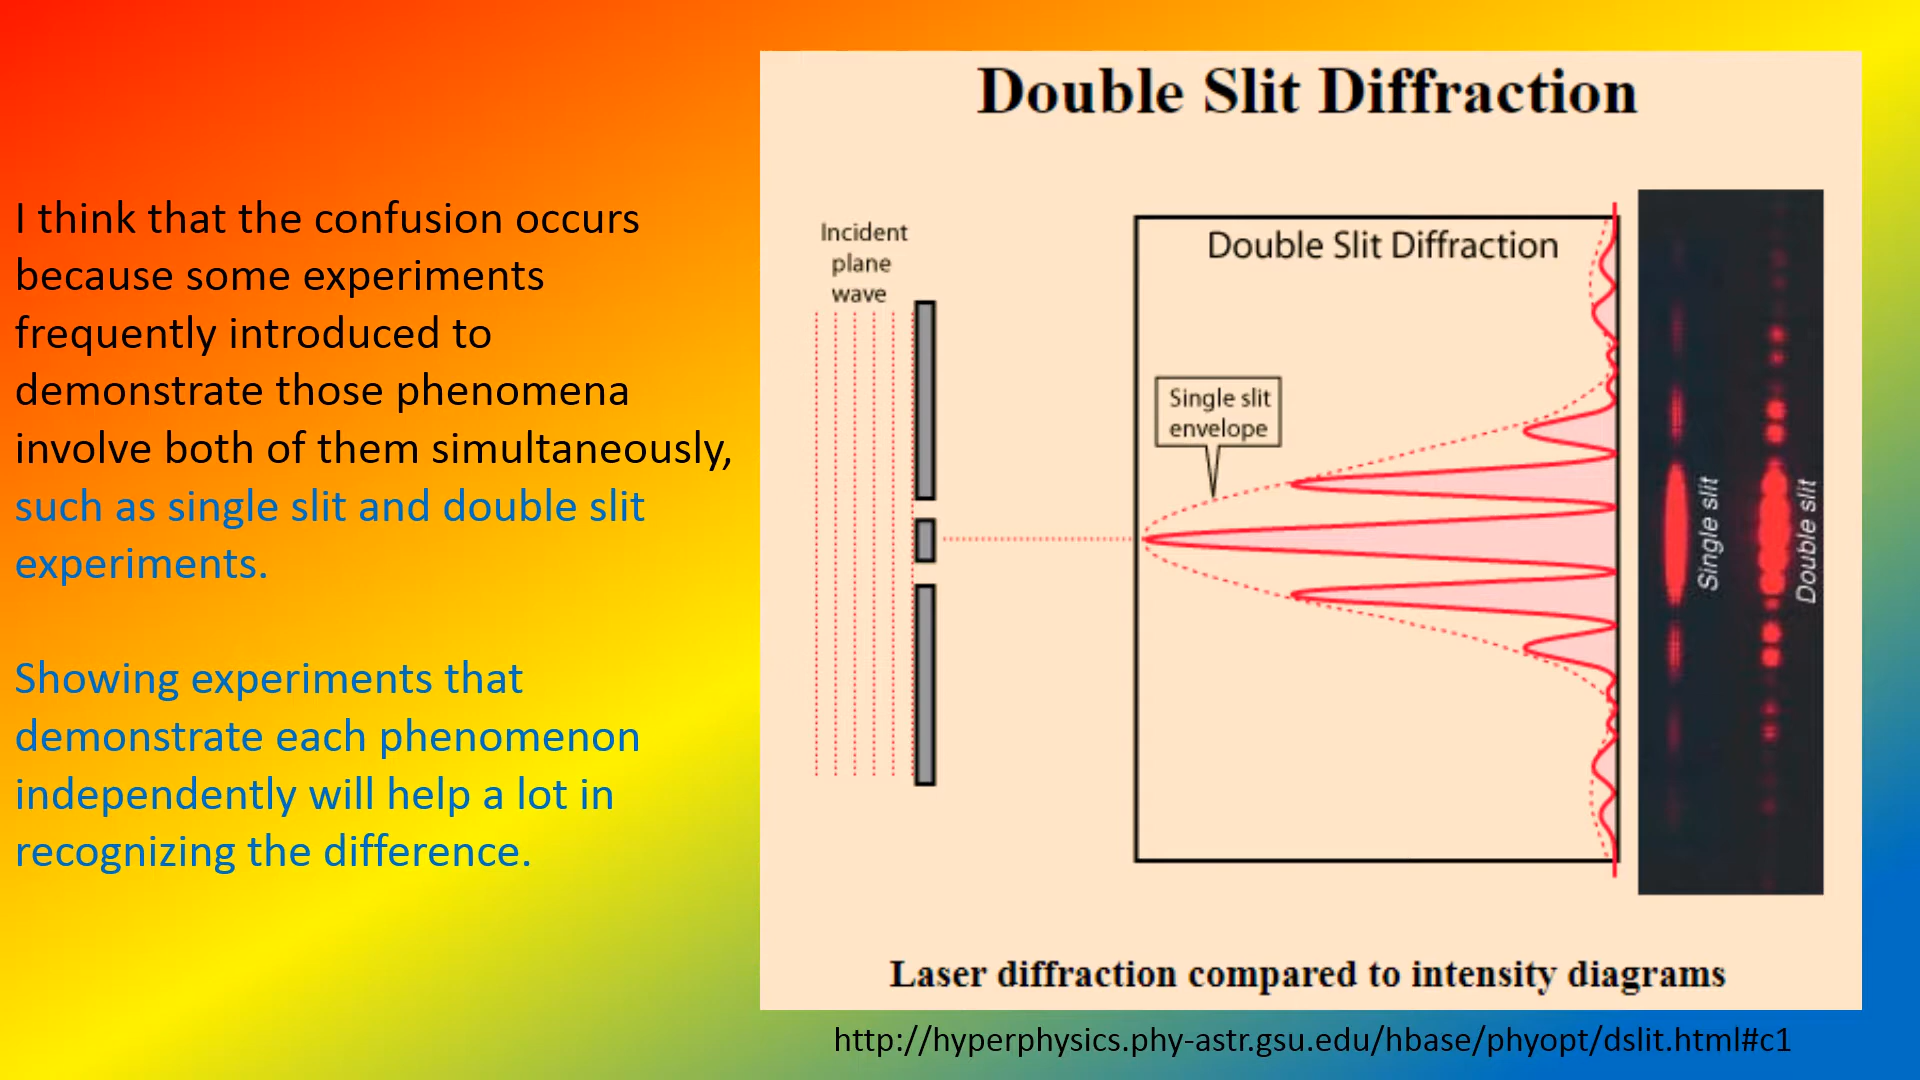 I think that the confusion occurs
because some experiments
frequently introduced to
demonstrate those phenomena
involve both of them simultaneously,
such as single slit and double slit
experiments.
Showing experiments that
demonstrate each phenomenon
independently will help a lot in
recognizing the difference.
Double Slit Diffraction
Incident
plane
wave
Double Slit Diffraction
Single slit
envelope
Single slit
Double slit
Laser diffraction compared to intensity diagrams
http://hyperphysics.phy-astr.gsu.edu/hbase/phyopt/dslit.html#c1